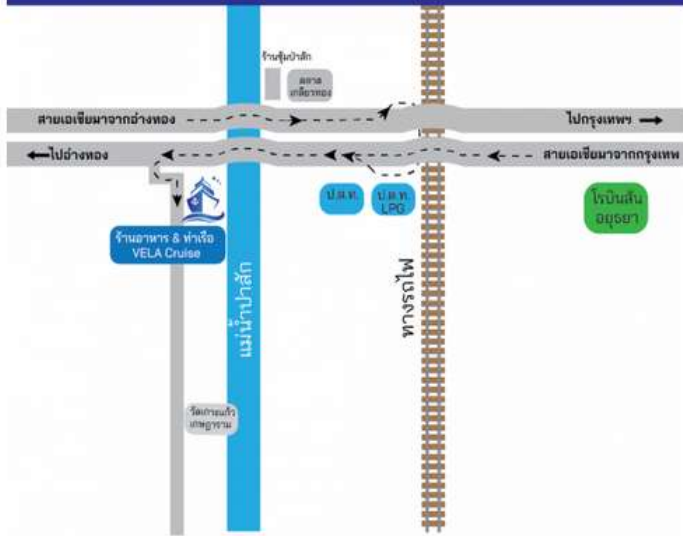 ร้านซุ้มป่าสัก
ตลาด
เกลียวทอง
สายเอเซียมาจากอ่างทอง
ไปกรุงเทพฯ
ไปอ่างทอง
สายเอเซียมาจากกรุงเทพ
ป.ต.ท.
ป.ต.ท.
LPG
โรบินสัน
อยุธยา
ร้านอาหาร & ท่าเรือ
VELA Cruise
แม่น้ำป่าสัก
ทางรถไฟ
วัดเกาะแก้ว
เกษฎาราม